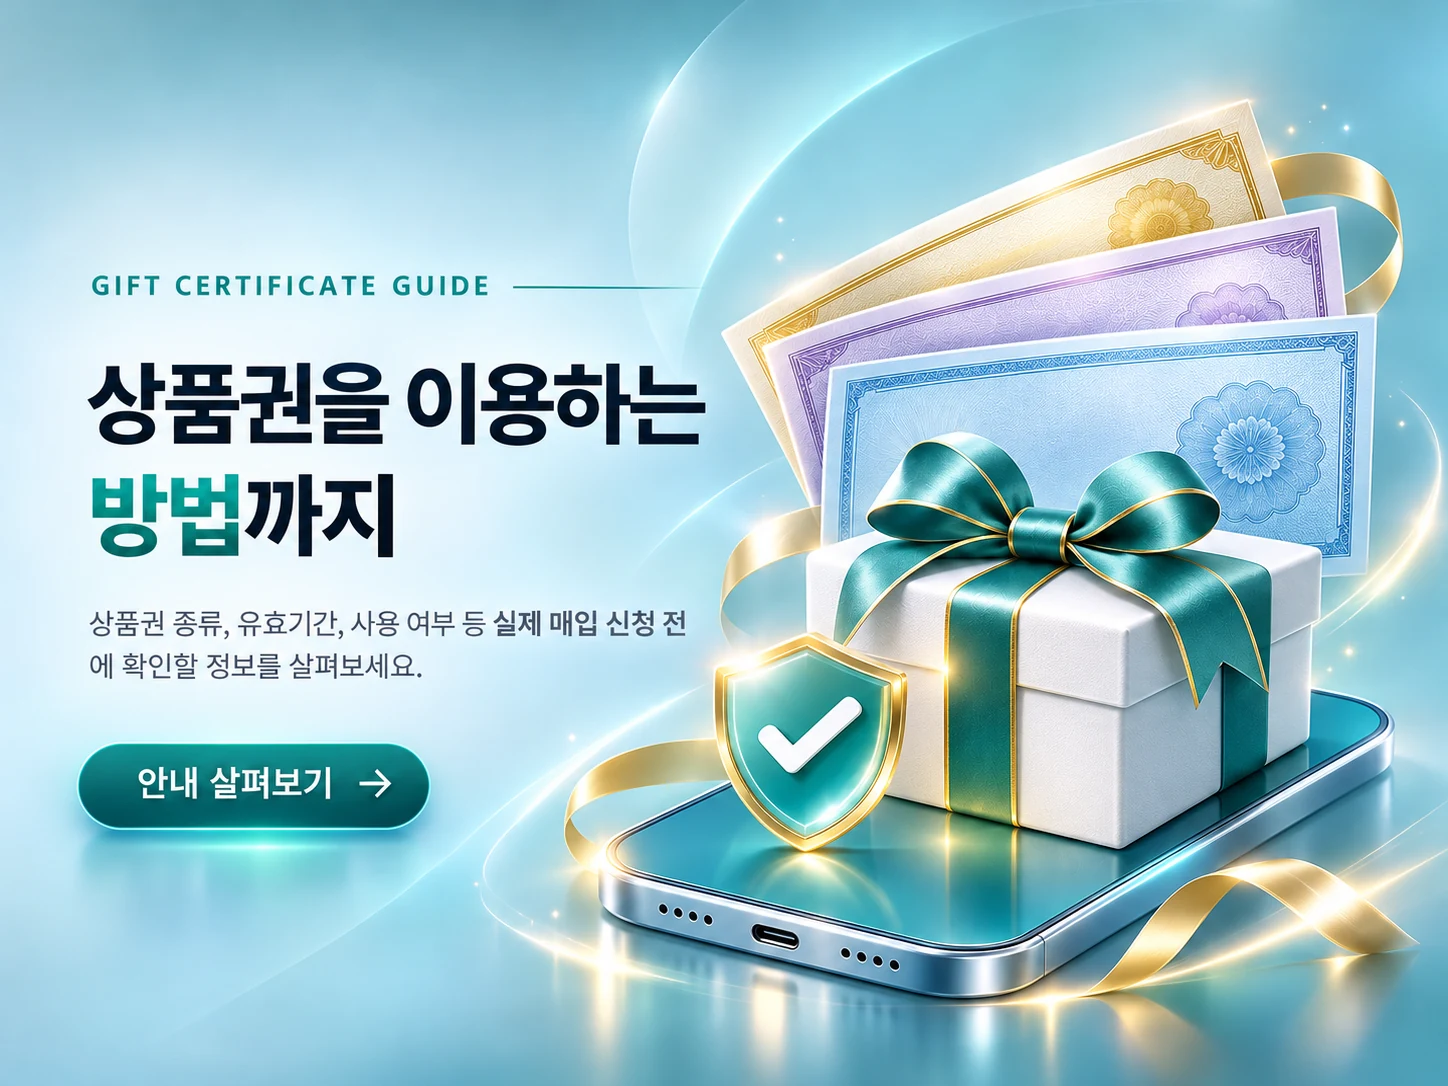 GIFT CERTIFICATE GUIDE
상품권을 이용하는
방법까지
상품권 종류, 유효기간, 사용 여부 등 실제 매입 신청 전
에 확인할 정보를 살펴보세요.
안내 살펴보기 →